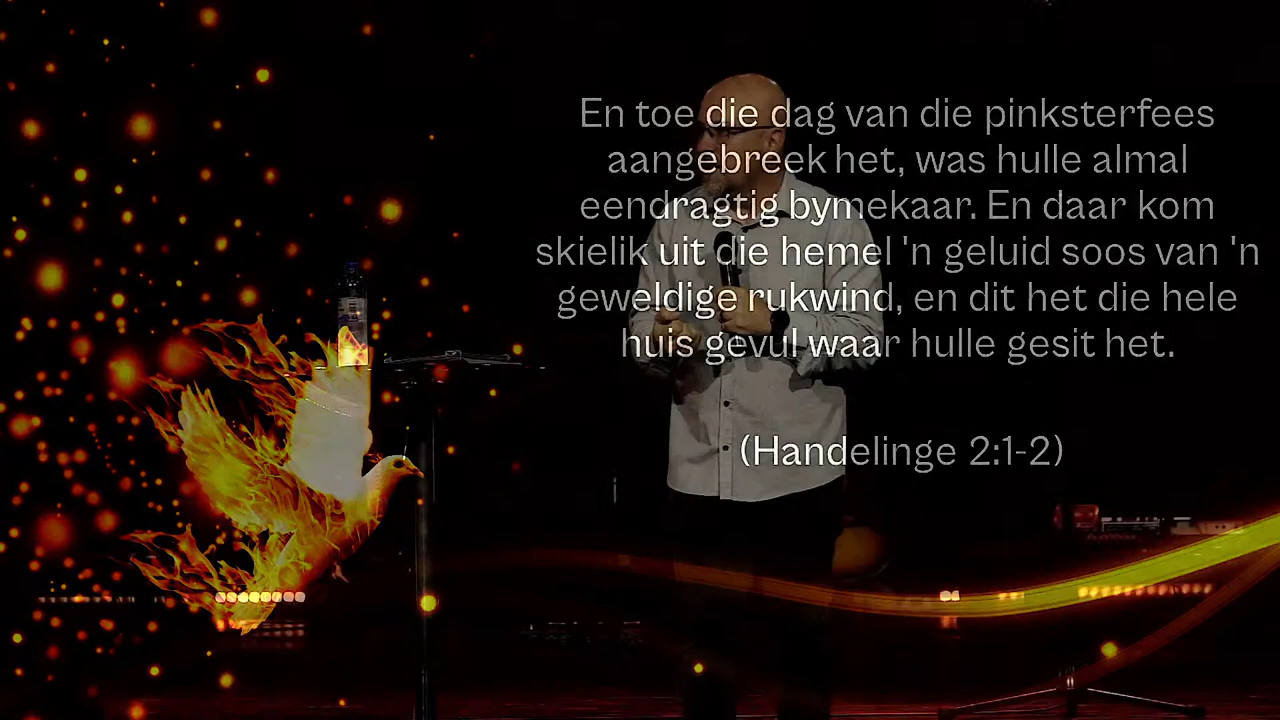 En toe die dag van die pinksterfees
aangebreek het, was hulle almal
eendragtig bymekaar. En daar kom
skielik uit die hemel 'n geluid soos van 'n
geweldige rukwind, en dit het die hele
huis gevul waar hulle gesit het.
(Handelinge 2:1-2)